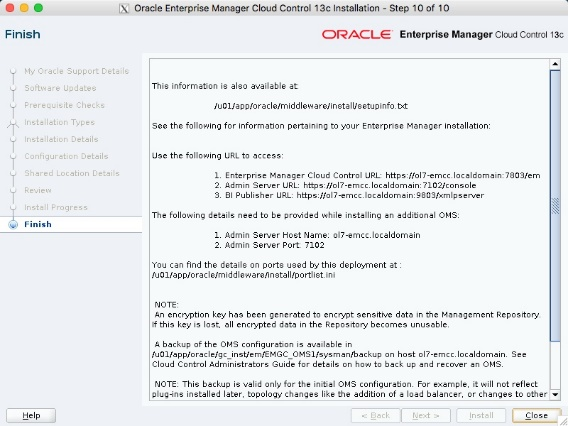 Oracle Enterprise Manager Cloud Control 13c Installation - Step 10 of 10
Finish
ORACLE Enterprise Manager Cloud Control 13c
My Oracle Support Details
Software Updates
Prerequisite Checks
Installation Types
Installation Details
Configuration Details
Shared Location Details
Review
Install Progress
Finish
This information is also available at:
/u01/app/oracle/middleware/install/setupinfo.txt
See the following for information pertaining to your Enterprise Manager installation:
Use the following URL to access:
1. Enterprise Manager Cloud Control URL: https://ol7-emcc.localdomain:7803/em
2. Admin Server URL: https://ol7-emcc.localdomain:7102/console
3. BI Publisher URL: https://ol7-emcc.localdomain:9803/xmlpserver
The following details need to be provided while installing an additional OMS:
1. Admin Server Host Name: ol7-emcc.localdomain
2. Admin Server Port: 7102
You can find the details on ports used by this deployment at :
/u01/app/oracle/middleware/install/portlist.ini
NOTE:
An encryption key has been generated to encrypt sensitive data in the Management Repository.
If this key is lost, all encrypted data in the Repository becomes unusable.
A backup of the OMS configuration is available in
/u01/app/oracle/gc_inst/em/EMGC_OMS1/sysman/backup on host ol7-emcc.localdomain. See
Cloud Control Administrators Guide for details on how to back up and recover an OMS.
NOTE: This backup is valid only for the initial OMS configuration. For example, it will not reflect
plug-ins installed later, topology changes like the addition of a load balancer, or changes to other
Help
< Back
Next >
Install
Close